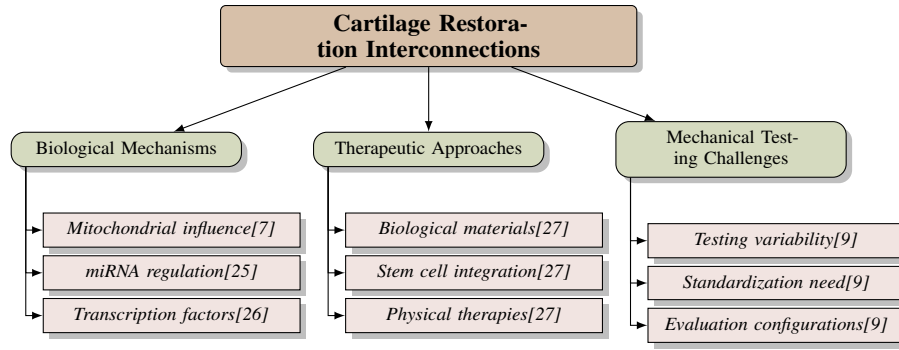 Cartilage Restora-
tion Interconnections
Biological Mechanisms
Therapeutic Approaches
Mechanical Test-
ing Challenges
Mitochondrial influence[7]
miRNA regulation[25]
Transcription factors[26]
Biological materials[27]
Stem cell integration[27]
Physical therapies[27]
Testing variability[9]
Standardization need[9]
Evaluation configurations[9]